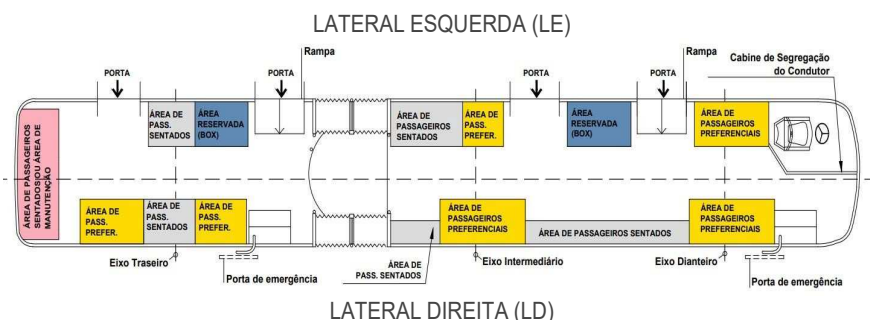 LATERAL ESQUERDA (LE)
Rampa
Rampa
Cabine de Segregação
do Condutor
PORTA
PORTA
PORTA
PORTA
ÁREA DE PASSAGEIROS
SENTADOS/OU ÁREA DE
MANUTENÇÃO
ÁREA DE
PASS.
SENTADOS
ÁREA
RESERVADA
(BOX)
ÁREA DE
PASSAGEIROS
SENTADOS
ÁREA DE
PASS.
PREFER.
ÁREA
RESERVADA
(BOX)
ÁREA DE
PASSAGEIROS
PREFERENCIAIS
ÁREA DE
PASS.
PREFER.
ÁREA DE
PASS.
SENTADOS
ÁREA DE
PASS.
PREFER.
ÁREA DE
PASSAGEIROS
PREFERENCIAIS
ÁREA DE PASSAGEIROS SENTADOS
ÁREA DE
PASSAGEIROS
PREFERENCIAIS
Eixo Traseiro
Porta de emergência
ÁREA DE
PASS. SENTADOS
Eixo Intermediário
Eixo Dianteiro
Porta de emergência
LATERAL DIREITA (LD)